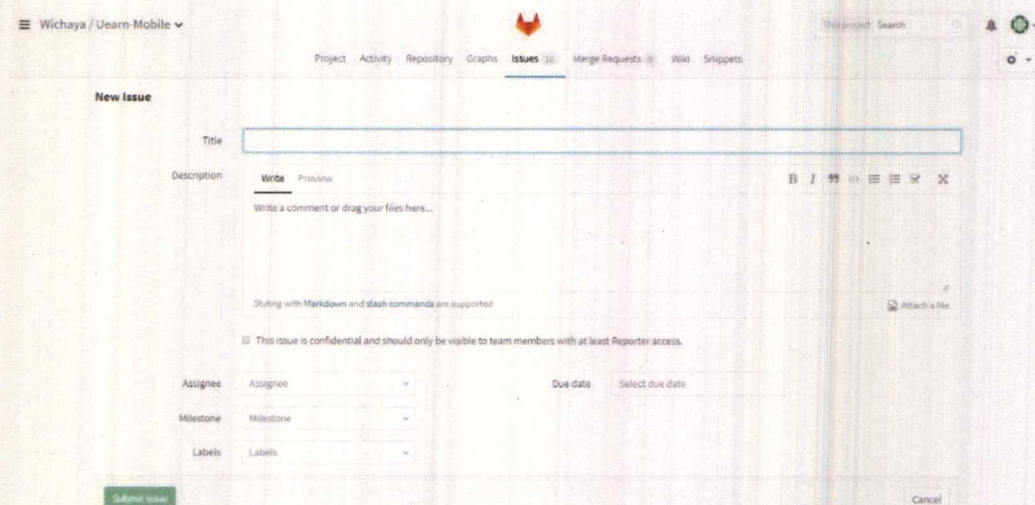 Wichaya / Uearn-Mobile
This project Search
Project Activity Repository Graphs Issues Merge Requests 0 Wiki Snippets
New Issue
Title
Description Write Preview
Write a comment or drag your files here...
Styling with Markdown and slash commands are supported Attach a file
This issue is confidential and should only be visible to team members with at least Reporter access.
Assignee Assignee Due date Select due date
Milestone Milestone
Labels Labels
Submit issue Cancel